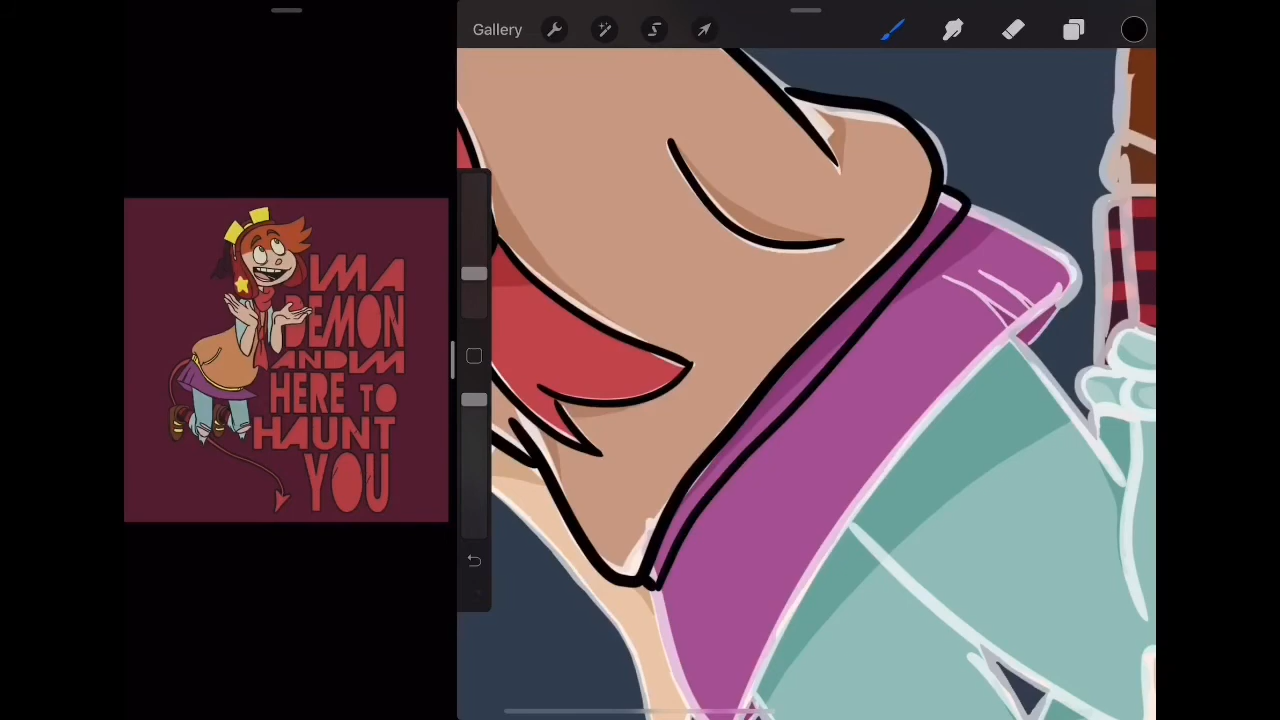 Gallery
IMA
DEMON
ANDIM
HERE TO
HAUNT
YOU